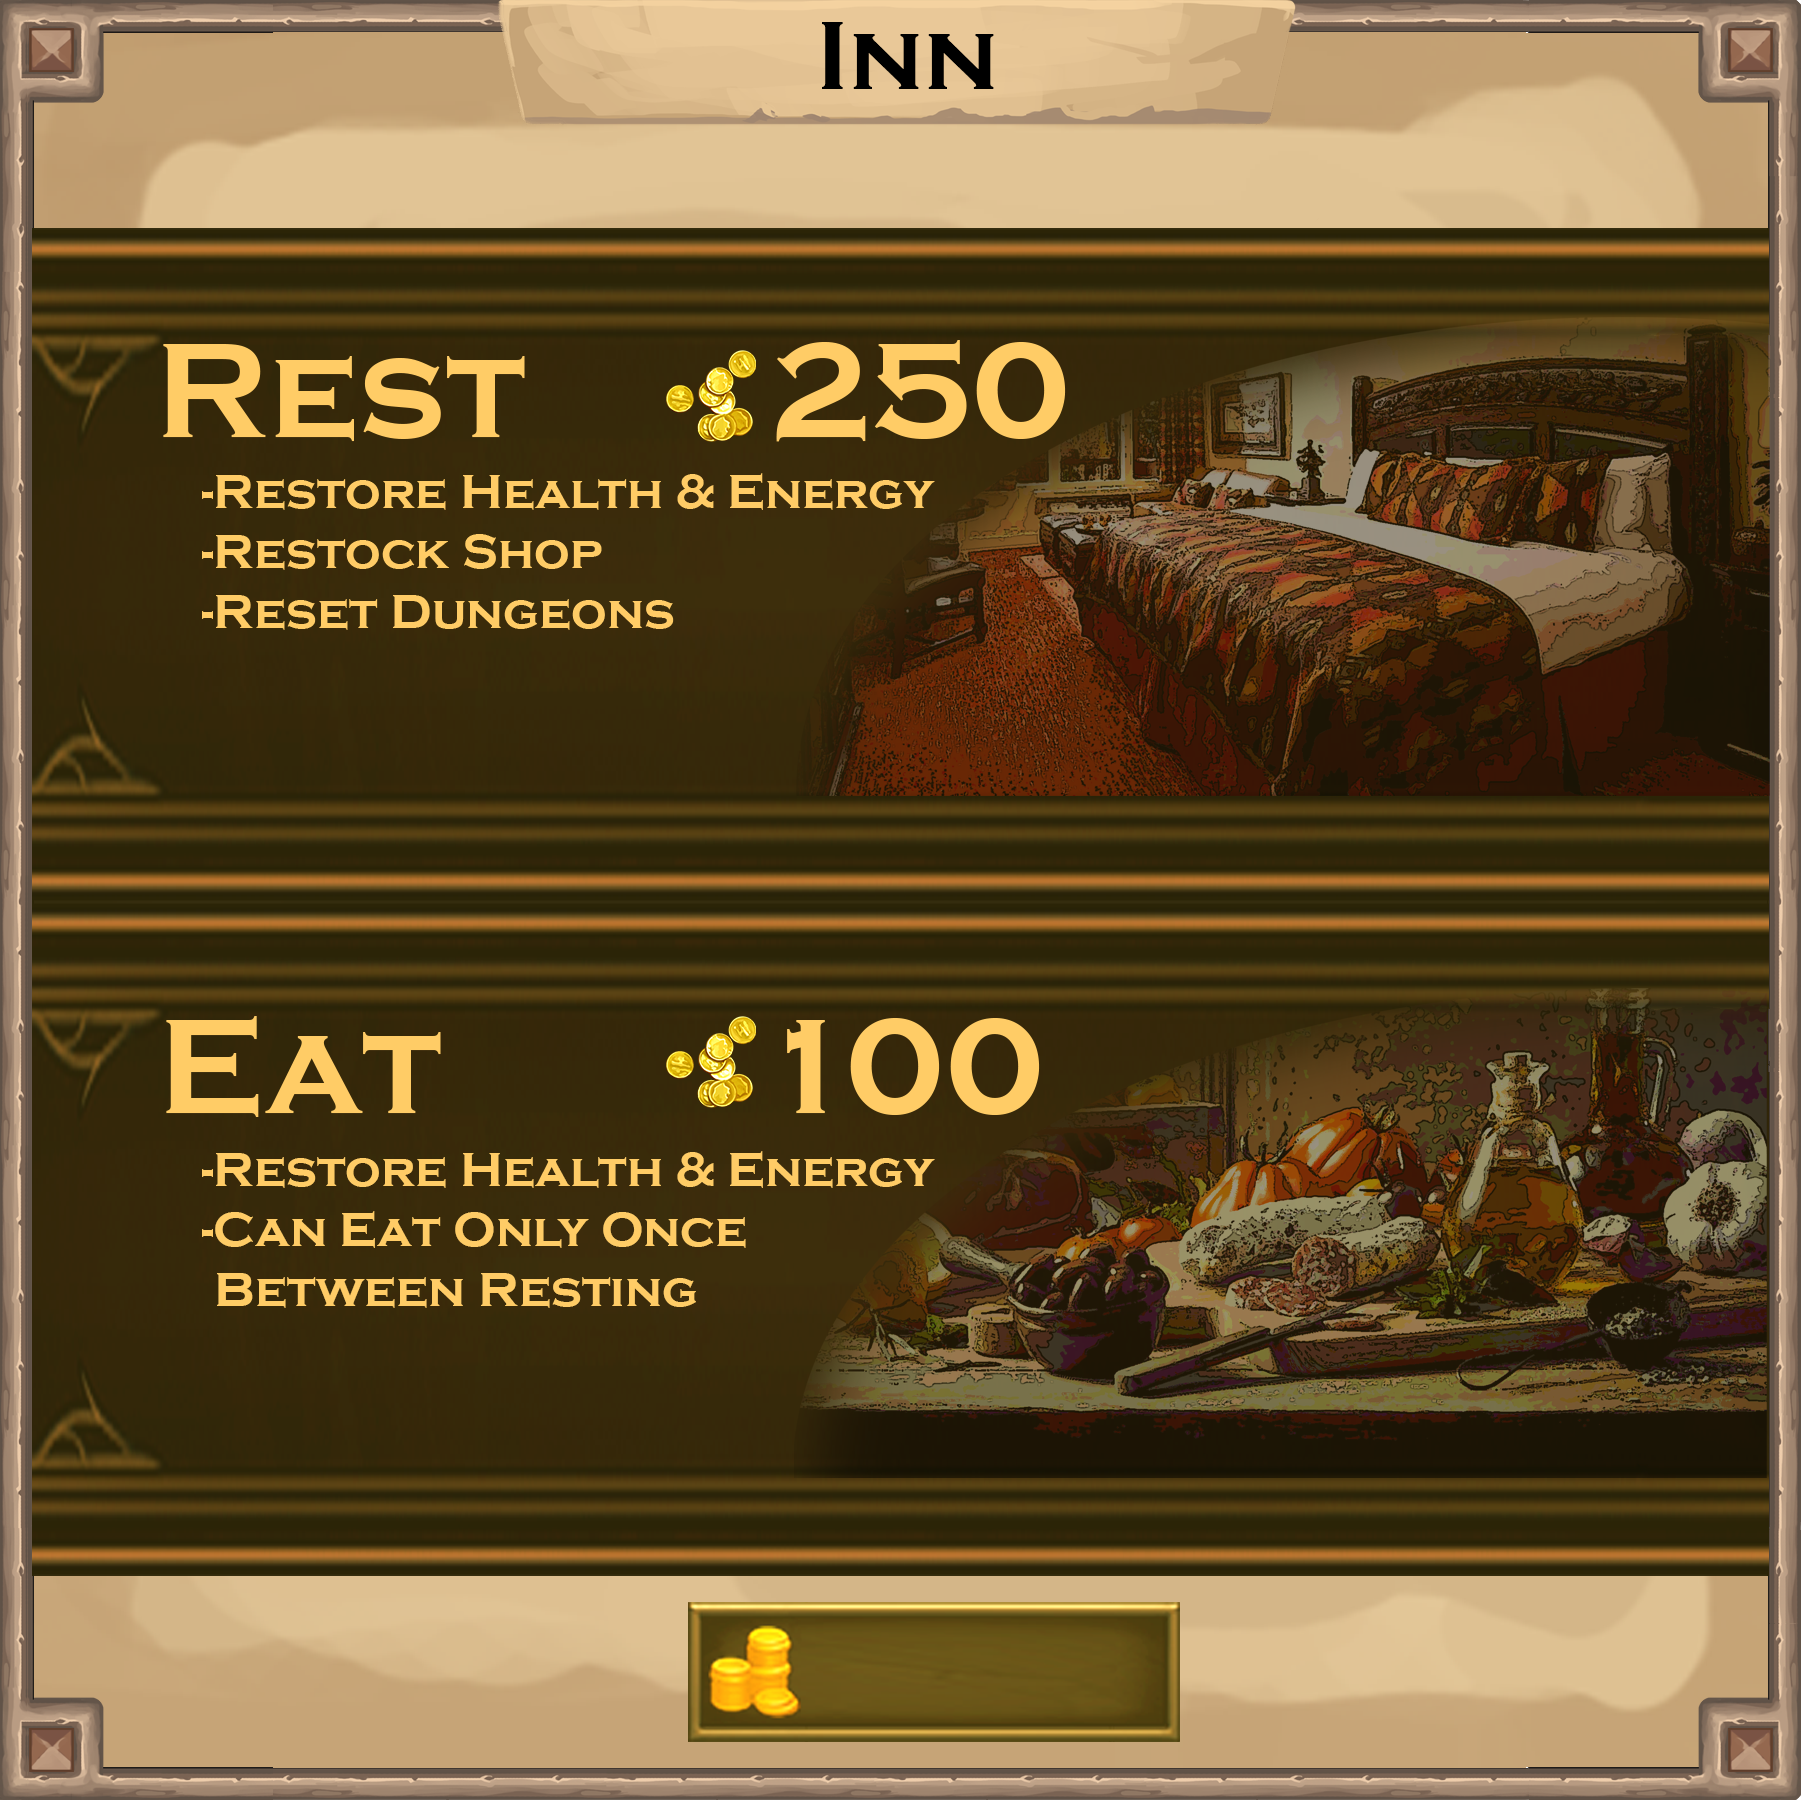 Inn
Rest 250
-Restore Health & Energy
-Restock Shop
-Reset Dungeons
Eat 100
-Restore Health & Energy
-Can Eat Only Once
Between Resting